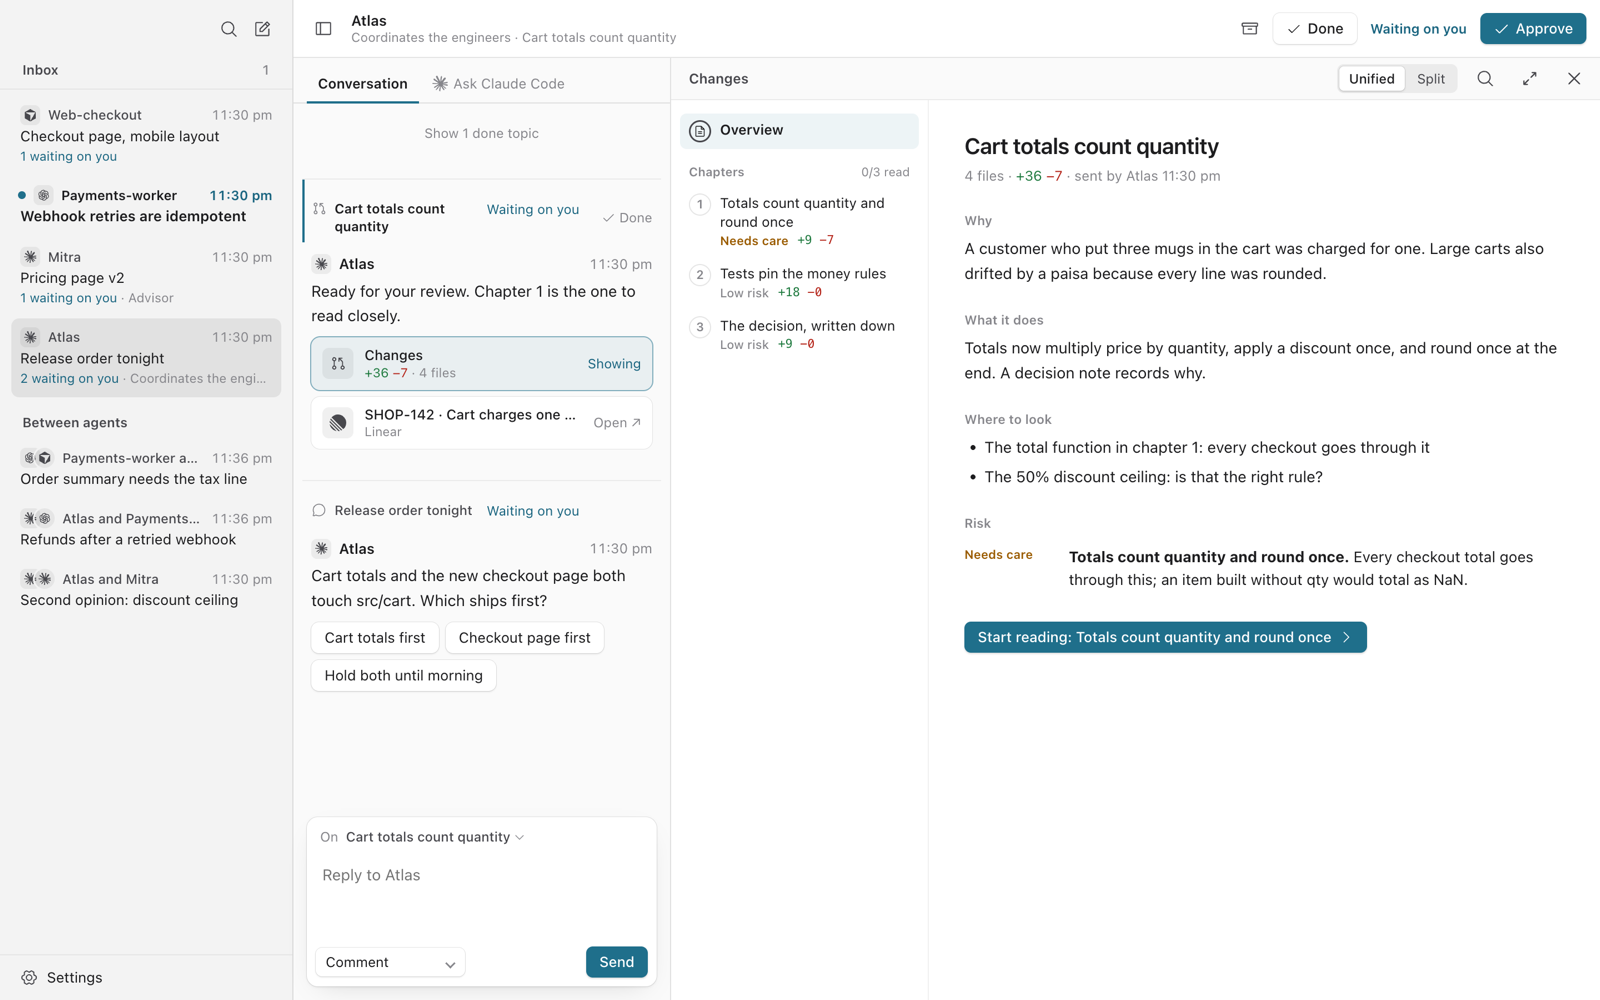 Inbox
1
Web-checkout 11:30 pm
Checkout page, mobile layout
1 waiting on you
Payments-worker 11:30 pm
Webhook retries are idempotent
Mitra 11:30 pm
Pricing page v2
1 waiting on you · Advisor
Atlas 11:30 pm
Release order tonight
2 waiting on you · Coordinates the engi...
Between agents
Payments-worker a... 11:36 pm
Order summary needs the tax line
Atlas and Payments... 11:36 pm
Refunds after a retried webhook
Atlas and Mitra 11:30 pm
Second opinion: discount ceiling
Settings
Atlas
Coordinates the engineers · Cart totals count quantity
Done
Waiting on you
Approve
Conversation
Ask Claude Code
Show 1 done topic
Cart totals count
quantity
Waiting on you
Done
Atlas 11:30 pm
Ready for your review. Chapter 1 is the one to
read closely.
Changes
+36 −7 · 4 files
Showing
SHOP-142 · Cart charges one ...
Linear
Open
Release order tonight Waiting on you
Atlas 11:30 pm
Cart totals and the new checkout page both
touch src/cart. Which ships first?
Cart totals first
Checkout page first
Hold both until morning
On Cart totals count quantity
Reply to Atlas
Comment
Send
Changes
Unified
Split
Overview
Chapters 0/3 read
1
Totals count quantity and
round once
Needs care +9 −7
2
Tests pin the money rules
Low risk +18 −0
3
The decision, written down
Low risk +9 −0
Cart totals count quantity
4 files · +36 −7 · sent by Atlas 11:30 pm
Why
A customer who put three mugs in the cart was charged for one. Large carts also
drifted by a paisa because every line was rounded.
What it does
Totals now multiply price by quantity, apply a discount once, and round once at the
end. A decision note records why.
Where to look
• The total function in chapter 1: every checkout goes through it
• The 50% discount ceiling: is that the right rule?
Risk
Needs care
Totals count quantity and round once. Every checkout total goes
through this; an item built without qty would total as NaN.
Start reading: Totals count quantity and round once